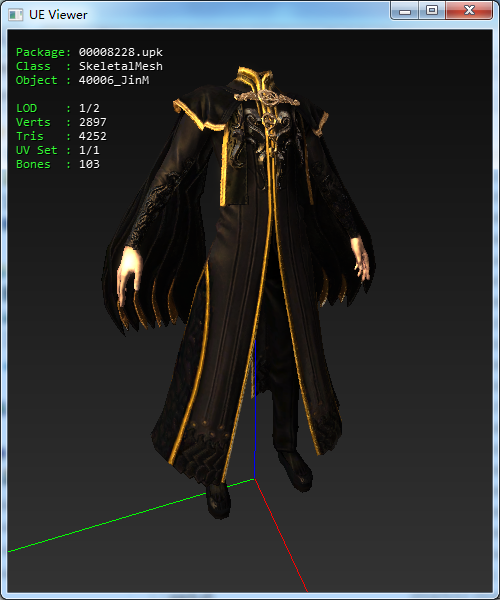 UE Viewer
Package: 00008228.upk
Class  : SkeletalMesh
Object : 40006_JinM
LOD    : 1/2
Verts  : 2897
Tris   : 4252
UV Set : 1/1
Bones  : 103